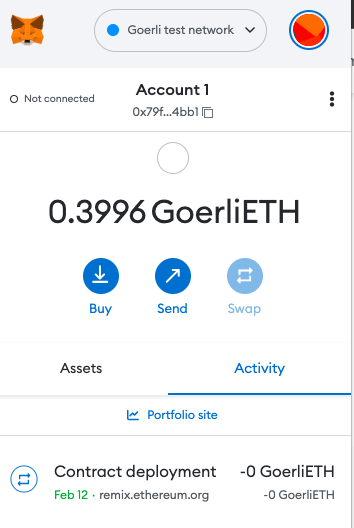 Goerli test network
Not connected
Account 1
0x79f...4bb1
0.3996 GoerliETH
Buy
Send
Swap
Assets
Activity
Portfolio site
Contract deployment
-0 GoerliETH
Feb 12 · remix.ethereum.org
-0 GoerliETH